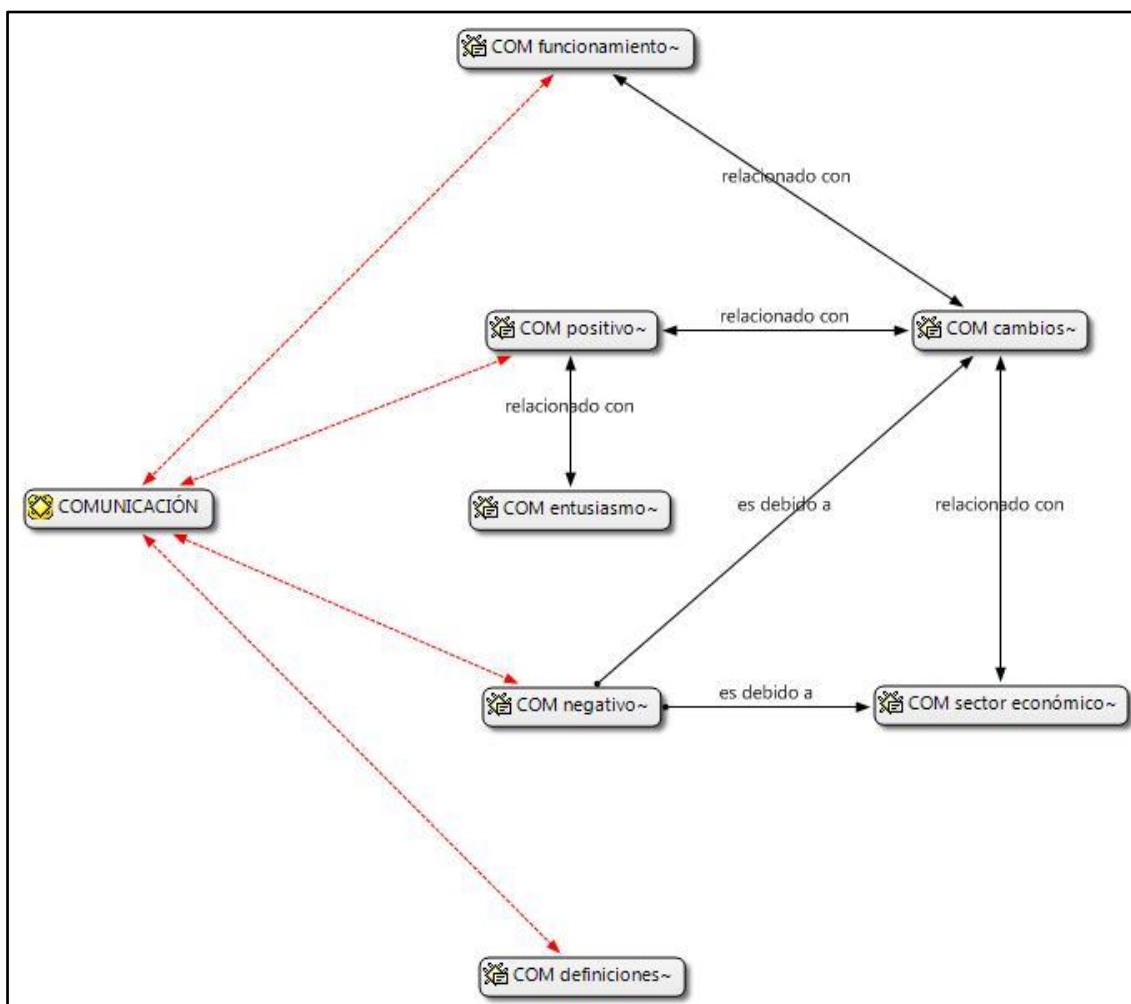 COM funcionamiento~
relacionado con
COM positivo~
relacionado con
COM cambios~
relacionado con
COMUNICACIÓN
COM entusiasmo~
es debido a
relacionado con
COM negativo~
es debido a
COM sector económico~
COM definiciones~